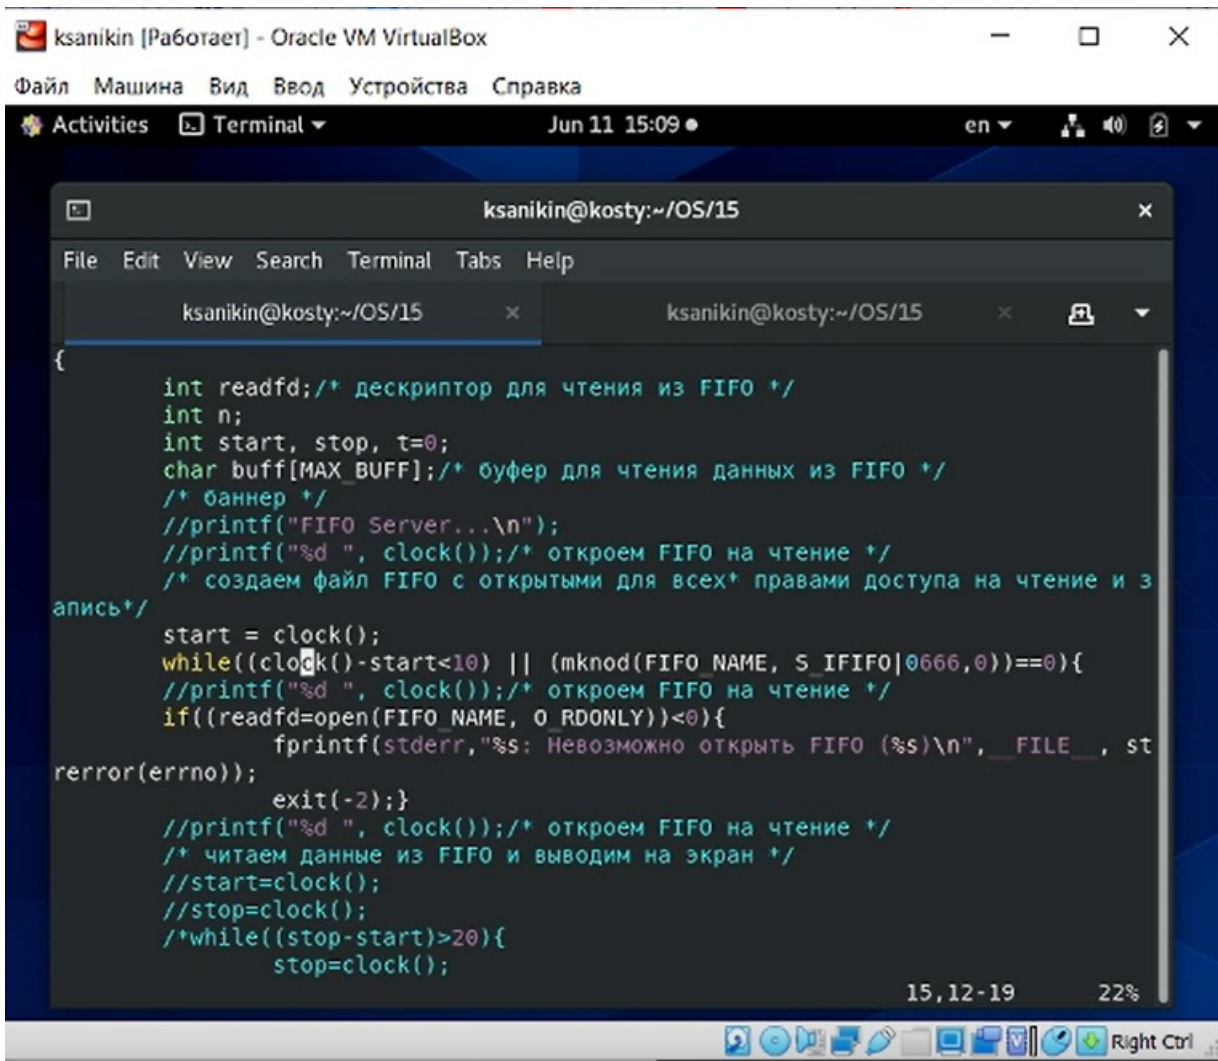 ksanikin [Работает] - Oracle VM VirtualBox
Файл Машина Вид Ввод Устройства Справка
Activities Terminal Jun 11 15:09 en
ksanikin@kosty:~/OS/15
File Edit View Search Terminal Tabs Help
ksanikin@kosty:~/OS/15 ksanikin@kosty:~/OS/15
{
int readfd;/* дескриптор для чтения из FIFO */
int n;
int start, stop, t=0;
char buff[MAX_BUFF];/* буфер для чтения данных из FIFO */
/* баннер */
//printf("FIFO Server...\n");
//printf("%d ", clock());/* откроем FIFO на чтение */
/* создаем файл FIFO с открытыми для всех* правами доступа на чтение и з
апись*/
start = clock();
while((clock()-start<10) || (mknod(FIFO_NAME, S_IFIFO|0666,0))==0){
//printf("%d ", clock());/* откроем FIFO на чтение */
if((readfd=open(FIFO_NAME, O_RDONLY))<0){
fprintf(stderr,"%s: Невозможно открыть FIFO (%s)\n",__FILE__, st
rerror(errno));
exit(-2);}
//printf("%d ", clock());/* откроем FIFO на чтение */
/* читаем данные из FIFO и выводим на экран */
//start=clock();
//stop=clock();
/*while((stop-start)>20){
stop=clock();
15,12-19 22%
Right Ctrl